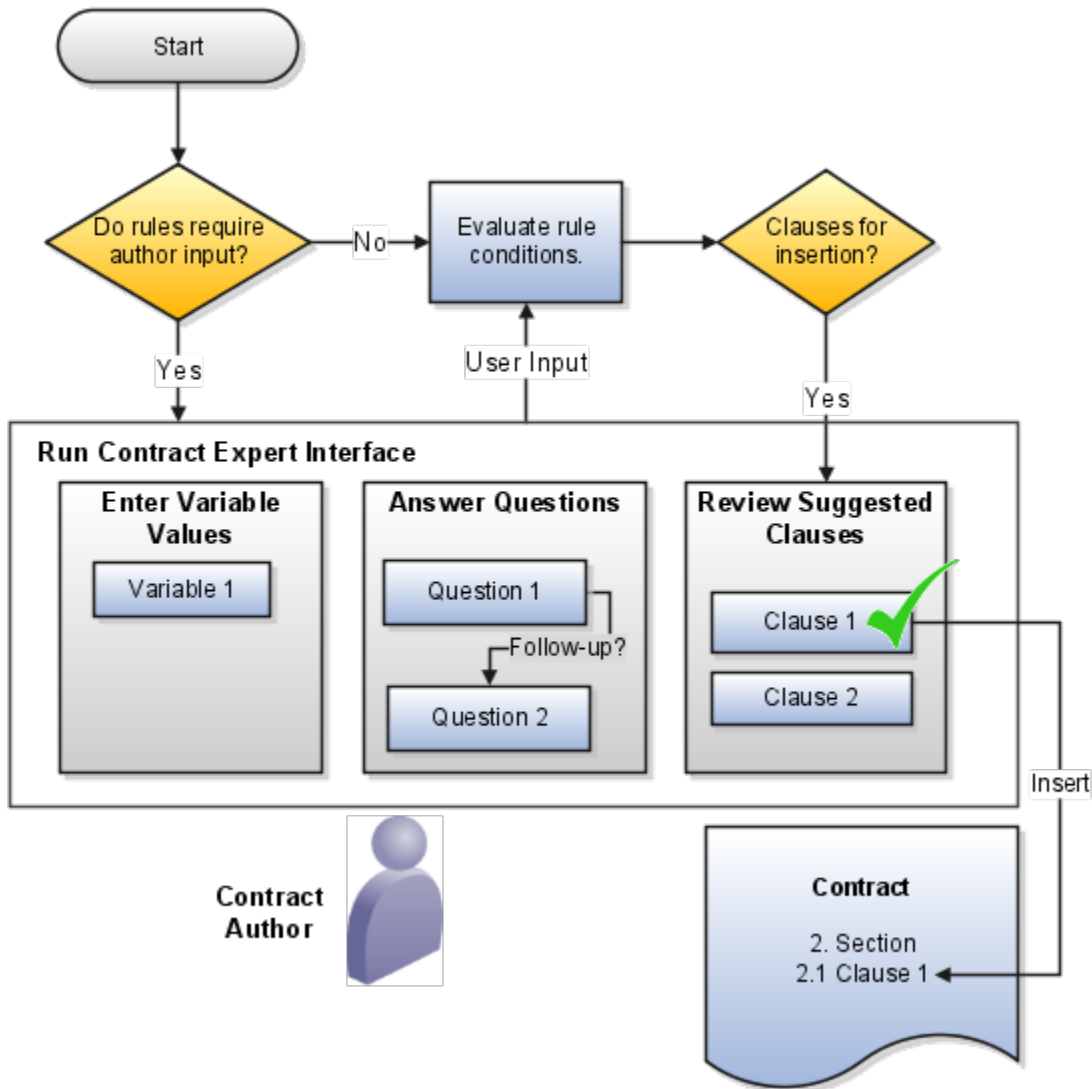 Start
Do rules require
author input?
No
Evaluate rule
conditions.
Clauses for
insertion?
Yes
User Input
Yes
Run Contract Expert Interface
Enter Variable
Values
Variable 1
Answer Questions
Question 1
Follow-up?
Question 2
Review Suggested
Clauses
Clause 1
Clause 2
Insert
Contract
Author
Contract
2. Section
2.1 Clause 1